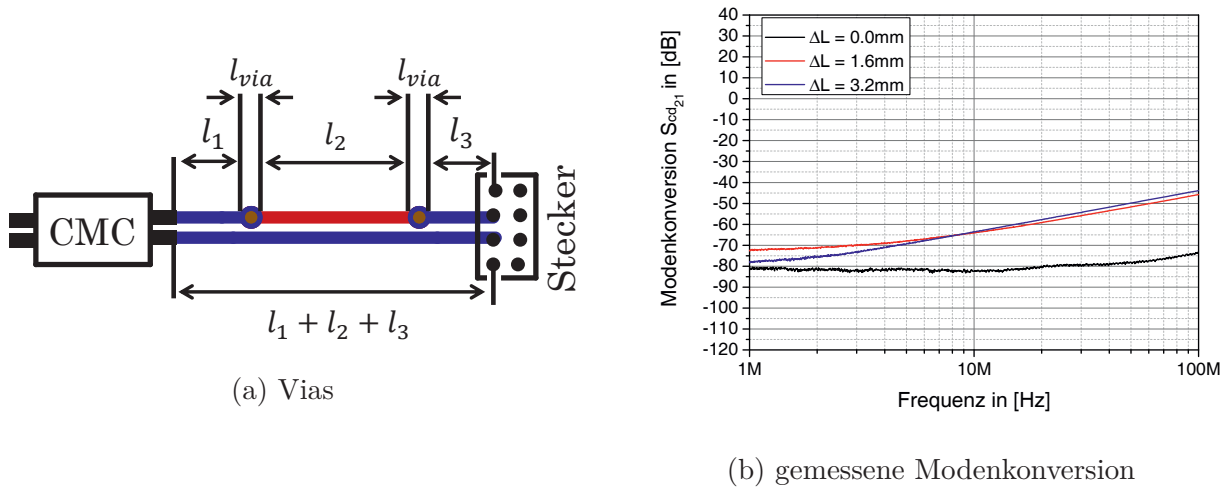 l_via l_via
l_1 l_2 l_3
CMC
Stecker
l_1 + l_2 + l_3
(a) Vias
Modenkonversion Scd_21 in [dB]
40
30
20
10
0
-10
-20
-30
-40
-50
-60
-70
-80
-90
-100
-110
-120
ΔL = 0.0mm
ΔL = 1.6mm
ΔL = 3.2mm
1M 10M 100M
Frequenz in [Hz]
(b) gemessene Modenkonversion